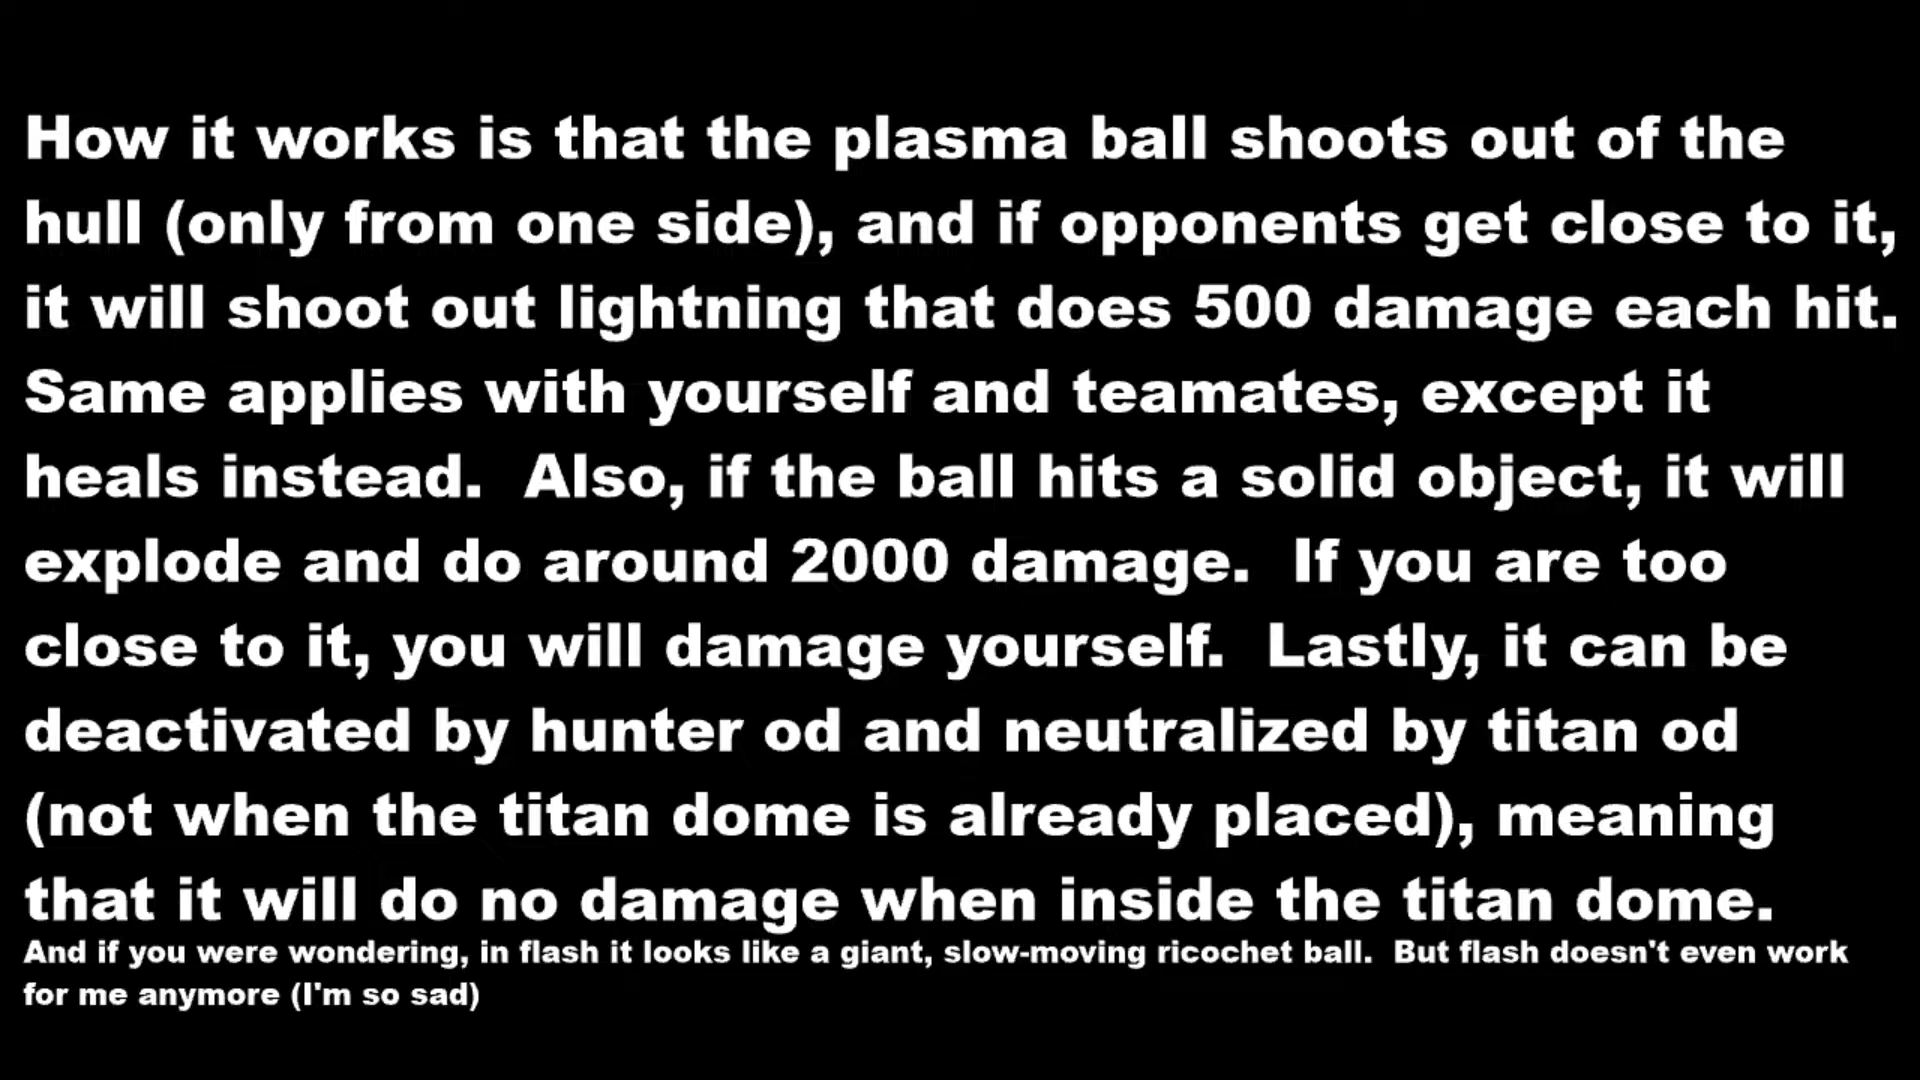 How it works is that the plasma ball shoots out of the
hull (only from one side), and if opponents get close to it,
it will shoot out lightning that does 500 damage each hit.
Same applies with yourself and teamates, except it
heals instead.  Also, if the ball hits a solid object, it will
explode and do around 2000 damage.  If you are too
close to it, you will damage yourself.  Lastly, it can be
deactivated by hunter od and neutralized by titan od
(not when the titan dome is already placed), meaning
that it will do no damage when inside the titan dome.
And if you were wondering, in flash it looks like a giant, slow-moving ricochet ball.  But flash doesn't even work
for me anymore (I'm so sad)